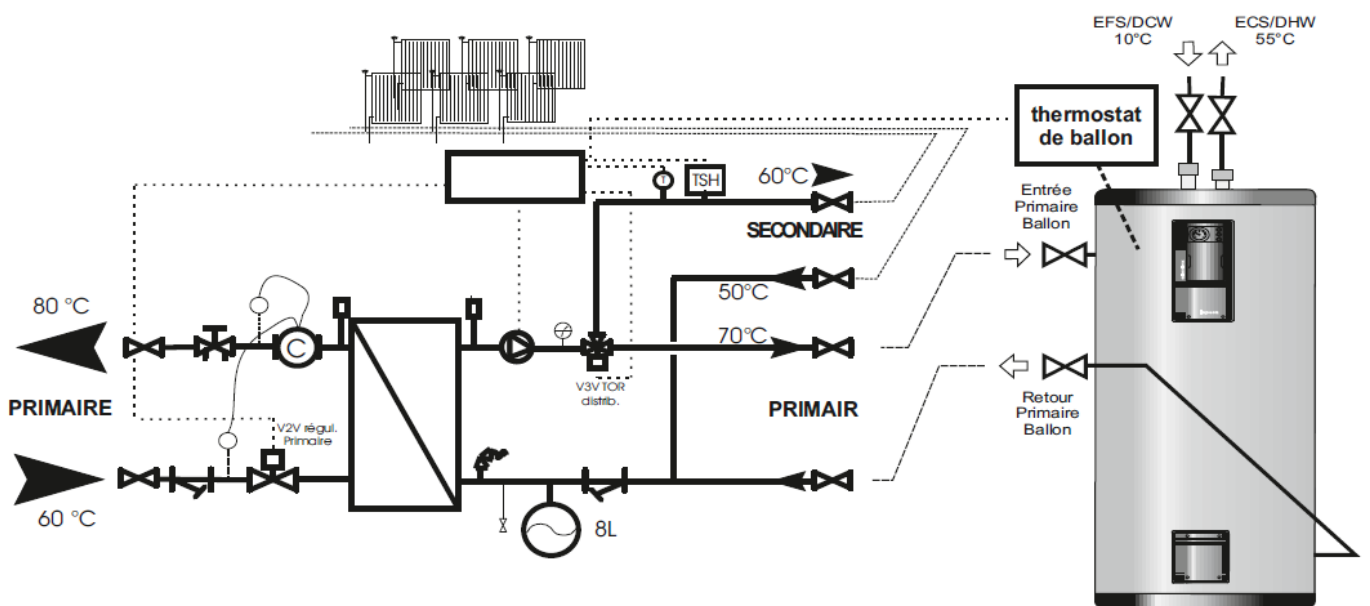 EFS/DCW
10°C
ECS/DHW
55°C
thermostat
de ballon
TSH
T
60°C
SECONDAIRE
Entrée
Primaire
Ballon
50°C
80 °C
C
70°C
V3V TOR
distrib.
PRIMAIRE
V2V régul.
Primaire
PRIMAIR
Retour
Primaire
Ballon
60 °C
8L